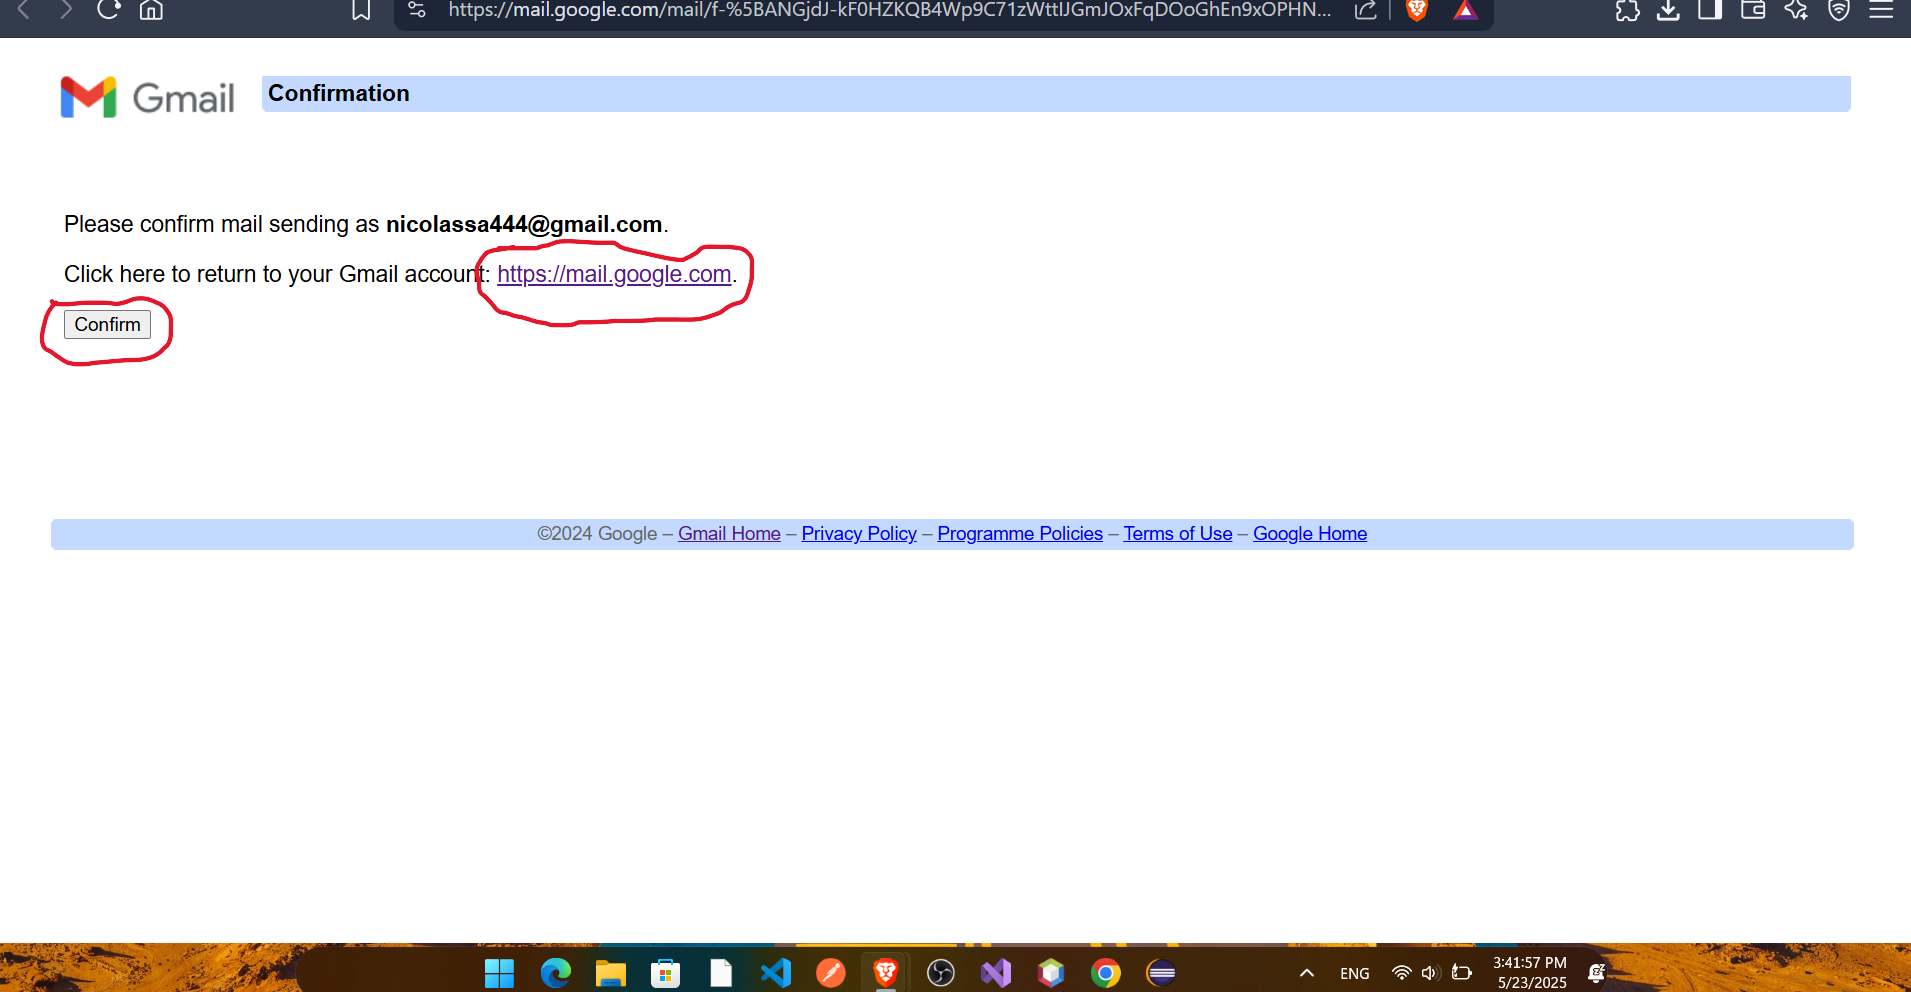 https://mail.google.com/mail/f-%5BANGjdJ-kF0HZKQB4Wp9C71zWttIJGmJOxFqDOoGhEn9xOPHN...
Gmail Confirmation
Please confirm mail sending as nicolassa444@gmail.com.
Click here to return to your Gmail account: https://mail.google.com.
Confirm
©2024 Google – Gmail Home – Privacy Policy – Programme Policies – Terms of Use – Google Home
ENG
3:41:57 PM
5/23/2025